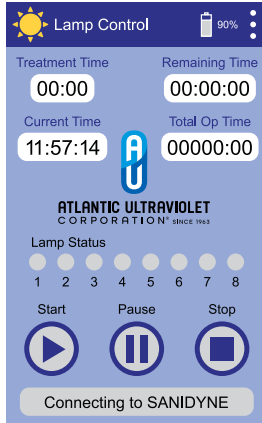 Lamp Control 90%
Treatment Time Remaining Time
00:00 00:00:00
Current Time Total Op Time
11:57:14 00000:00
ATLANTIC ULTRAVIOLET
CORPORATION® SINCE 1963
Lamp Status
1 2 3 4 5 6 7 8
Start Pause Stop
Connecting to SANIDYNE